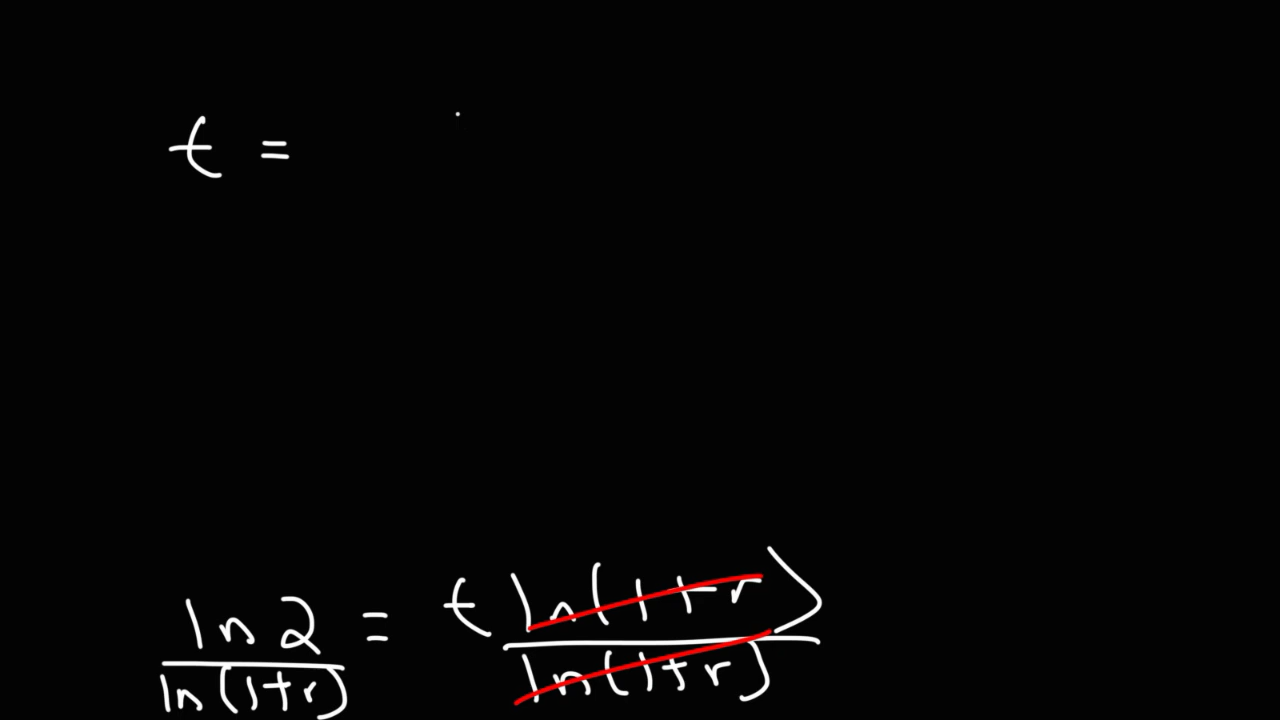 t =
ln 2 = t ln(1+r)
ln(1+r) ln(1+r)